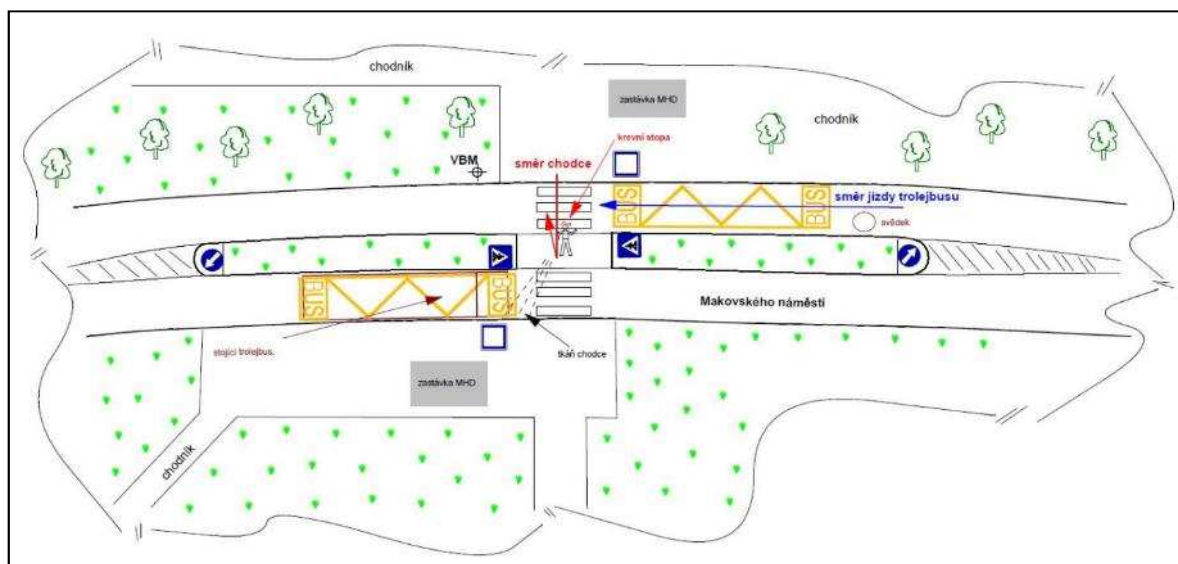 chodník
zastávka MHD
chodník
krevní stopa
VBM
směr chodce
BUS
BUS
směr jízdy trolejbusu
svědek
BUS
BUS
Makovského náměstí
stojící trolejbus.
tkáň chodce
zastávka MHD
chodník